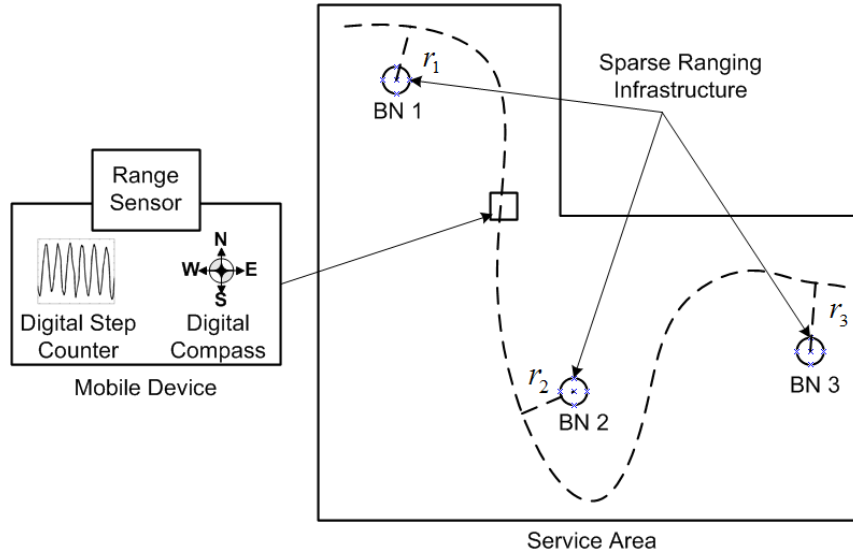 r1
BN 1
Sparse Ranging
Infrastructure
Range
Sensor
N
W
E
S
Digital Step
Counter
Digital
Compass
Mobile Device
r2
BN 2
r3
BN 3
Service Area